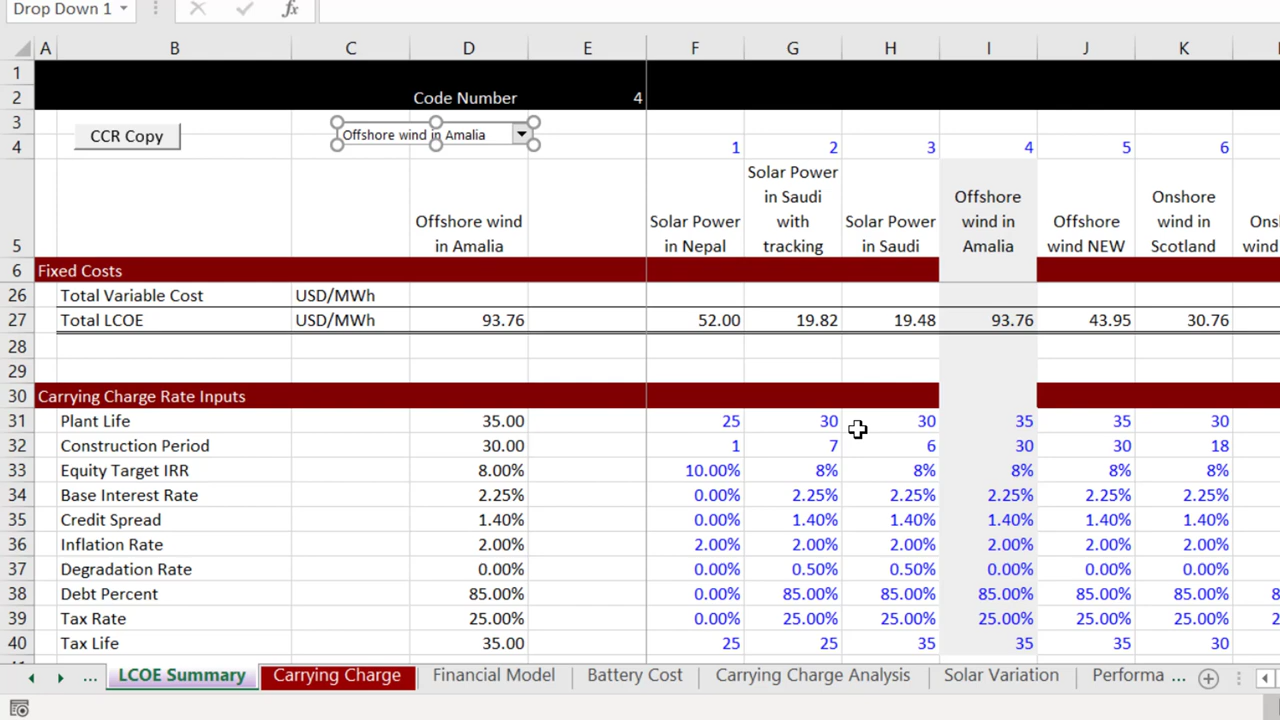 Drop Down 1
fx
A B C D E F G H I J K
1
2 Code Number 4
3 CCR Copy Offshore wind in Amalia
4 1 2 3 4 5 6
Solar Power
in Saudi Offshore Onshore
Offshore wind Solar Power with Solar Power wind in Offshore wind in
5 in Amalia in Nepal tracking in Saudi Amalia wind NEW Scotland
6 Fixed Costs
26 Total Variable Cost USD/MWh
27 Total LCOE USD/MWh 93.76 52.00 19.82 19.48 93.76 43.95 30.76
28
29
30 Carrying Charge Rate Inputs
31 Plant Life 35.00 25 30 30 35 35 30
32 Construction Period 30.00 1 7 6 30 30 18
33 Equity Target IRR 8.00% 10.00% 8% 8% 8% 8% 8%
34 Base Interest Rate 2.25% 0.00% 2.25% 2.25% 2.25% 2.25% 2.25%
35 Credit Spread 1.40% 0.00% 1.40% 1.40% 1.40% 1.40% 1.40%
36 Inflation Rate 2.00% 2.00% 2.00% 2.00% 2.00% 2.00% 2.00%
37 Degradation Rate 0.00% 0.00% 0.50% 0.50% 0.00% 0.00% 0.00%
38 Debt Percent 85.00% 0.00% 85.00% 85.00% 85.00% 85.00% 85.00% 8
39 Tax Rate 25.00% 0.00% 25.00% 25.00% 25.00% 25.00% 25.00% 2
40 Tax Life 35.00 25 25 35 35 35 30
... LCOE Summary Carrying Charge Financial Model Battery Cost Carrying Charge Analysis Solar Variation Performa ...